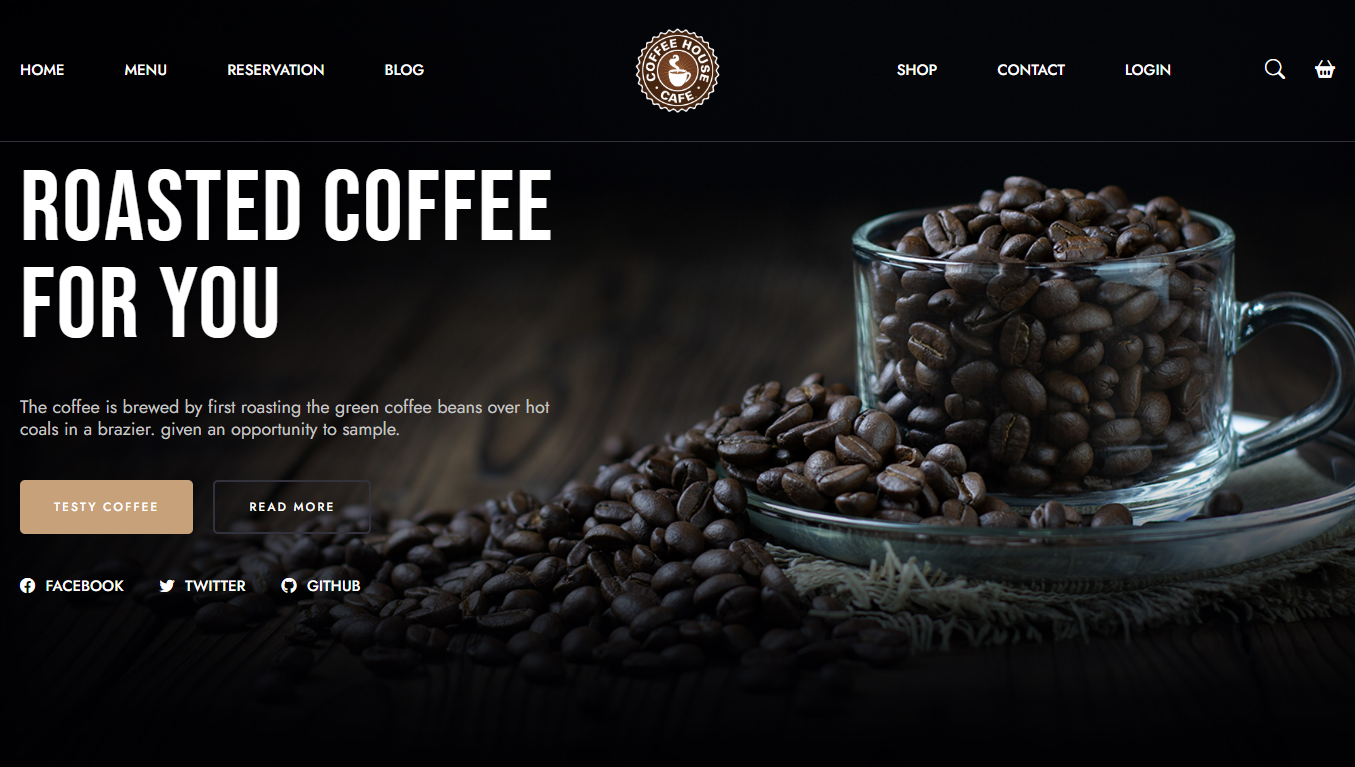 HOME MENU RESERVATION BLOG
COFFEE HOUSE
CAFE
SHOP CONTACT LOGIN
ROASTED COFFEE
FOR YOU
The coffee is brewed by first roasting the green coffee beans over hot
coals in a brazier. given an opportunity to sample.
TESTY COFFEE READ MORE
FACEBOOK TWITTER GITHUB